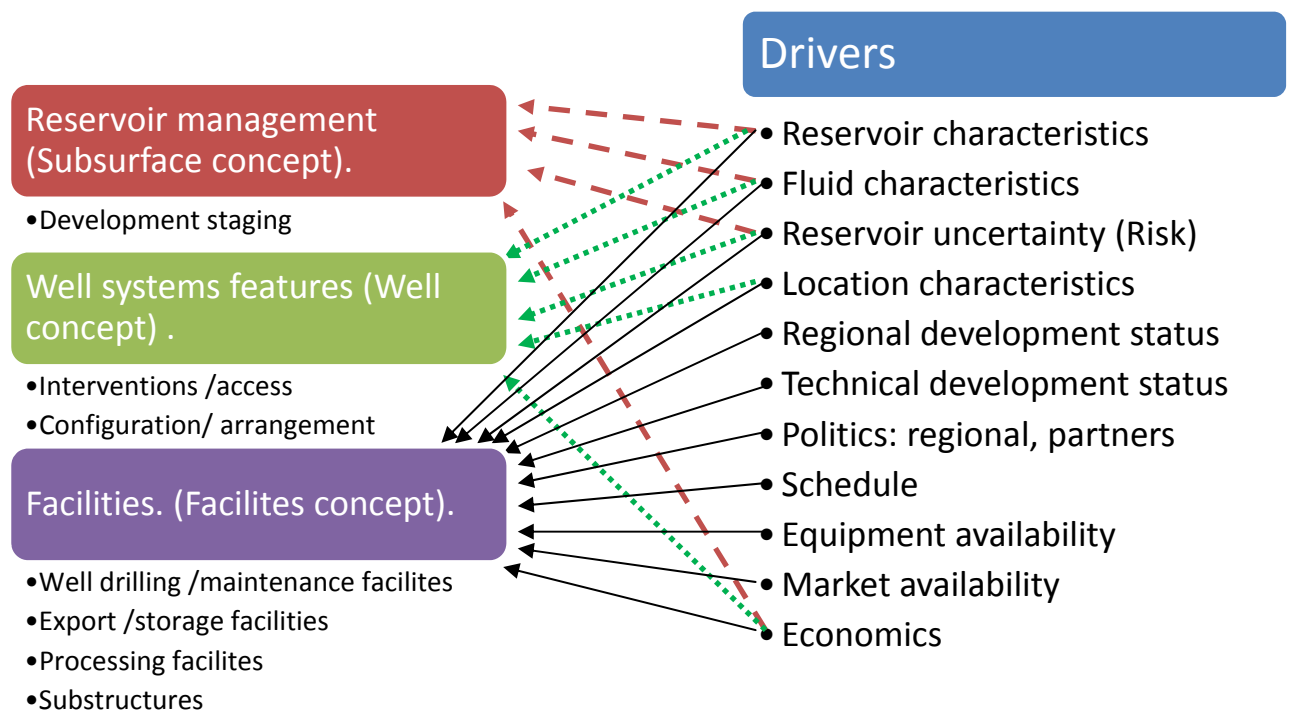 Drivers
Reservoir management
(Subsurface concept).
•Development staging
Well systems features (Well
concept) .
•Interventions /access
•Configuration/ arrangement
Facilities. (Facilites concept).
•Well drilling /maintenance facilites
•Export /storage facilities
•Processing facilites
•Substructures
• Reservoir characteristics
• Fluid characteristics
• Reservoir uncertainty (Risk)
• Location characteristics
• Regional development status
• Technical development status
• Politics: regional, partners
• Schedule
• Equipment availability
• Market availability
• Economics